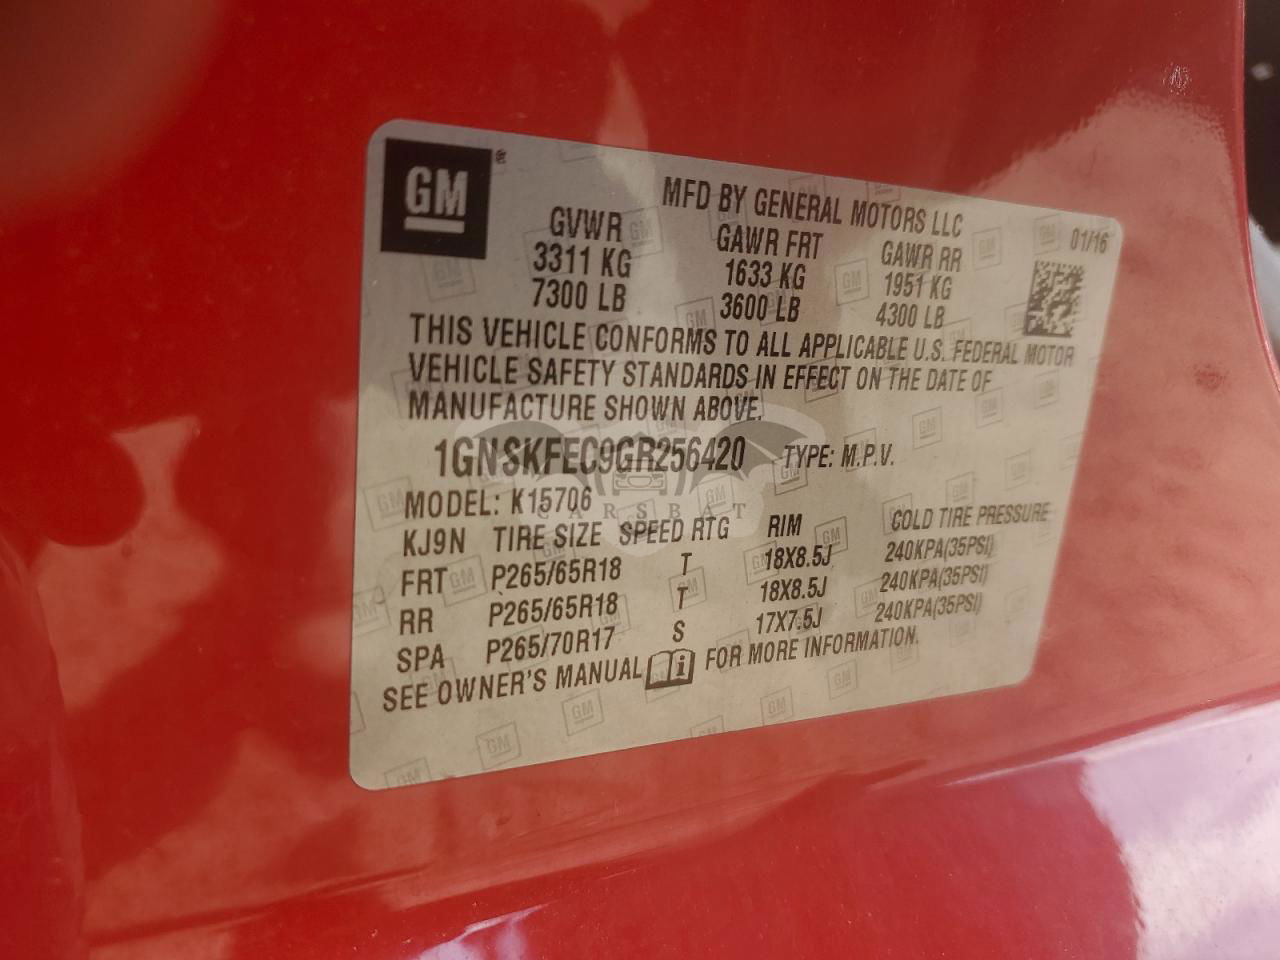 GM®
MFD BY GENERAL MOTORS LLC
01/16
GVWR GAWR FRT GAWR RR
3311 KG 1633 KG 1951 KG
7300 LB 3600 LB 4300 LB
THIS VEHICLE CONFORMS TO ALL APPLICABLE U.S. FEDERAL MOTOR
VEHICLE SAFETY STANDARDS IN EFFECT ON THE DATE OF
MANUFACTURE SHOWN ABOVE.
1GNSKFEC9GR256420 TYPE: M.P.V.
MODEL: K15706
CARSBAT
KJ9N TIRE SIZE SPEED RTG RIM COLD TIRE PRESSURE
FRT P265/65R18 T 18X8.5J 240KPA(35PSI)
RR P265/65R18 T 18X8.5J 240KPA(35PSI)
SPA P265/70R17 S 17X7.5J 240KPA(35PSI)
SEE OWNER'S MANUAL i FOR MORE INFORMATION.